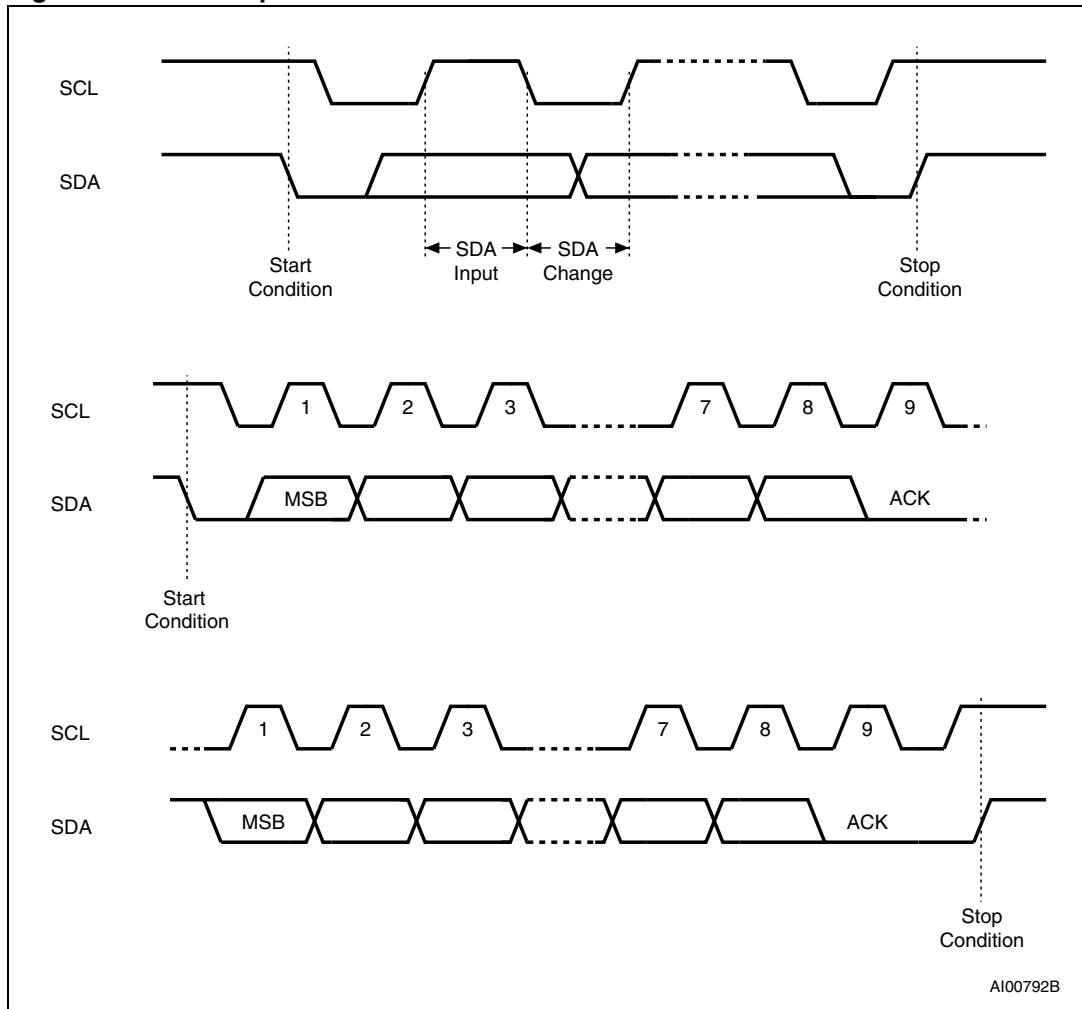 SCL
SDA
SDA
Input
SDA
Change
Start
Condition
Stop
Condition
SCL
1 2 3 7 8 9
SDA
MSB
ACK
Start
Condition
SCL
1 2 3 7 8 9
SDA
MSB
ACK
Stop
Condition
AI00792B